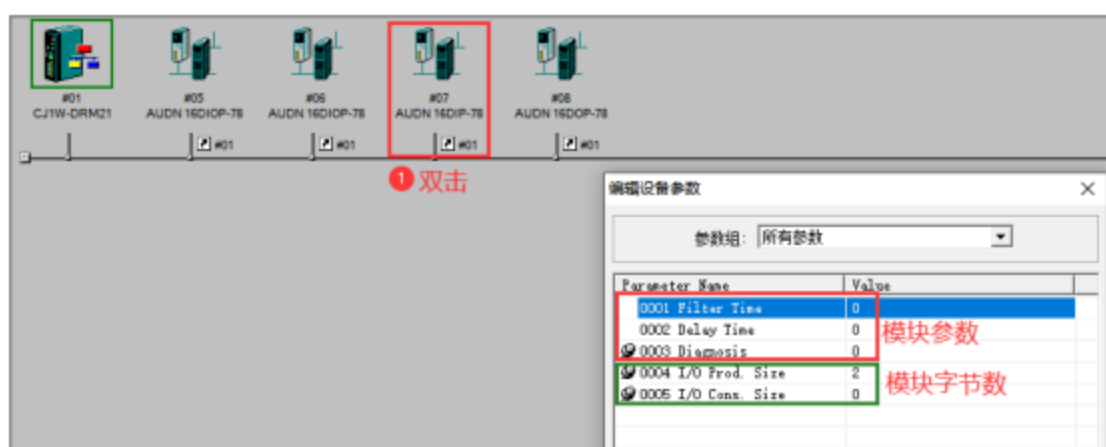 #01 #05 #06 #07 #08
CJ1W-DRM21 AUDN 16DIOP-78 AUDN 16DIOP-78 AUDN 16DIP-78 AUDN 16DOP-78
#01 #01 #01 #01
1 双击
编辑设备参数
参数组: 所有参数
Parameter Name Value
0001 Filter Time 0
0002 Delay Time 0
模块参数
0003 Diagnosis 0
0004 I/O Prod. Size 2
模块字节数
0005 I/O Cons. Size 0